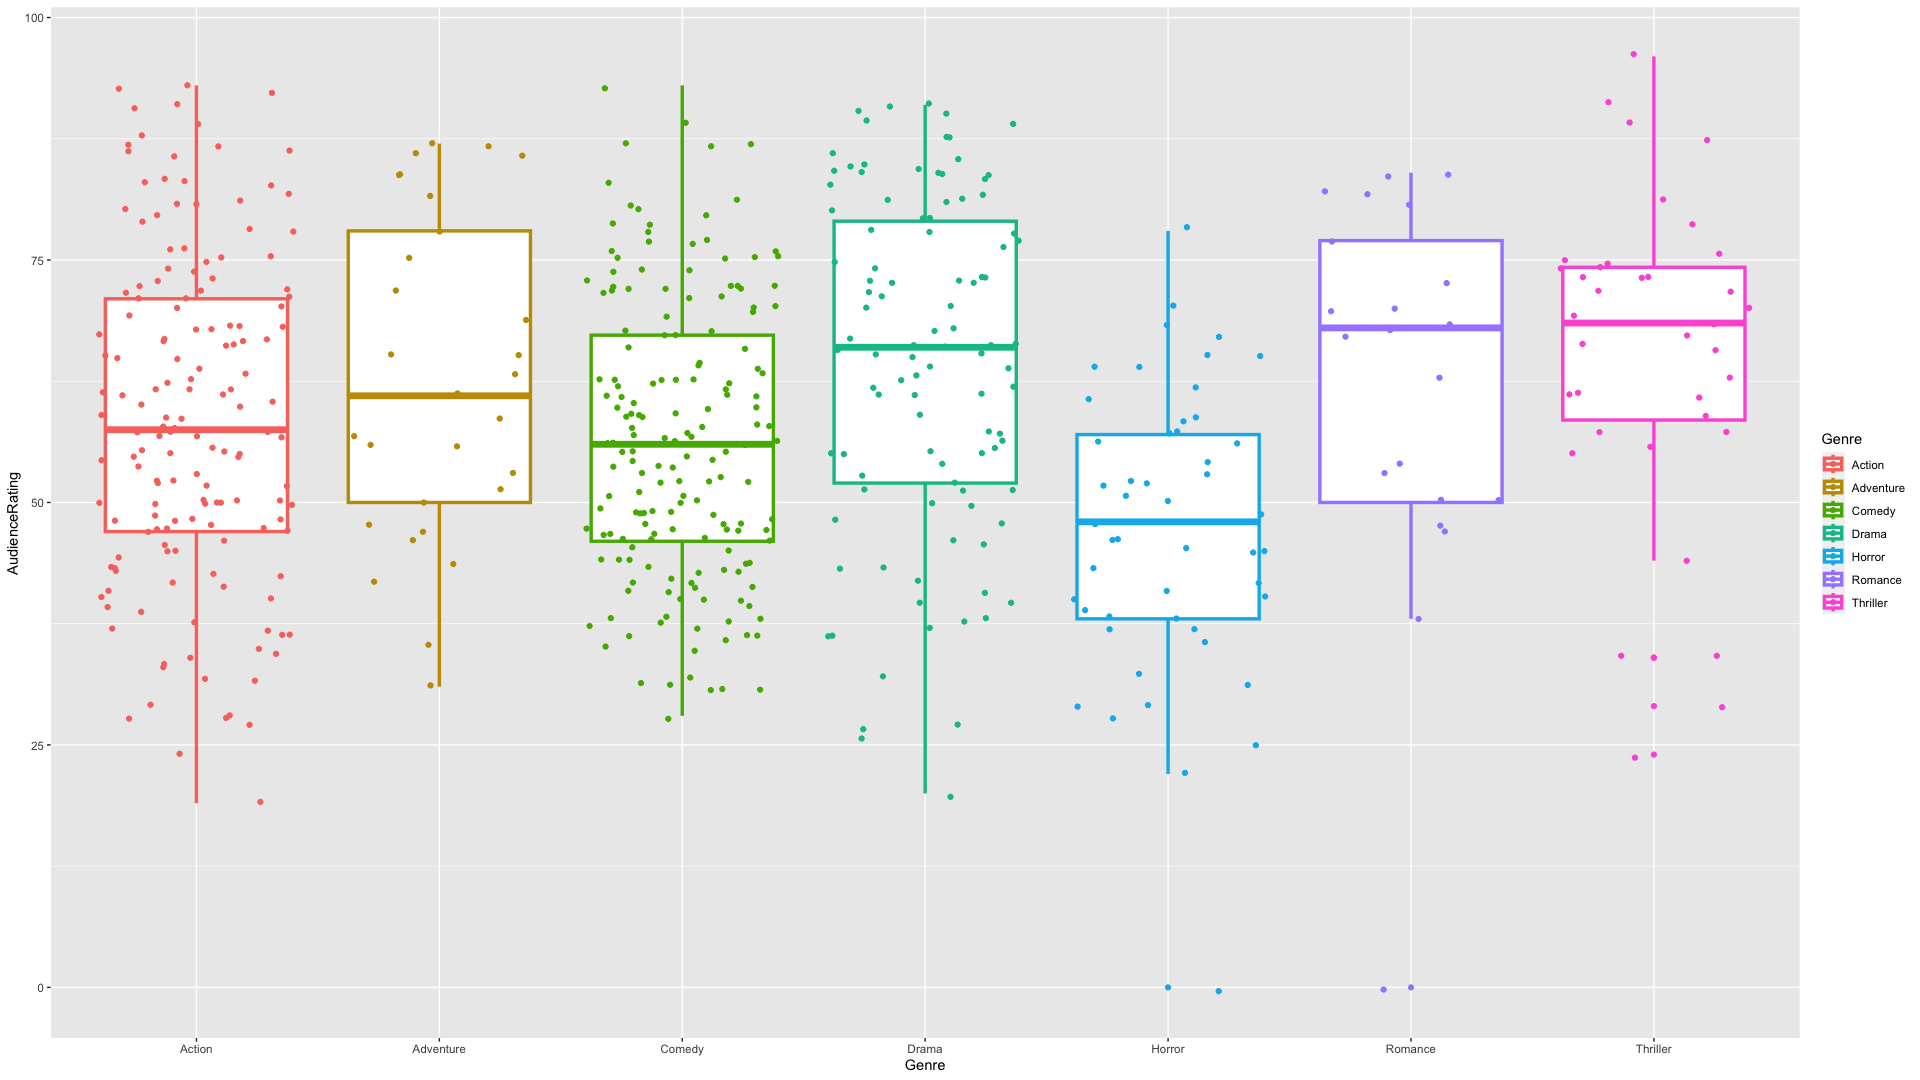 100
75
50
25
0
AudienceRating
Action Adventure Comedy Drama Horror Romance Thriller
Genre
Genre
Action
Adventure
Comedy
Drama
Horror
Romance
Thriller